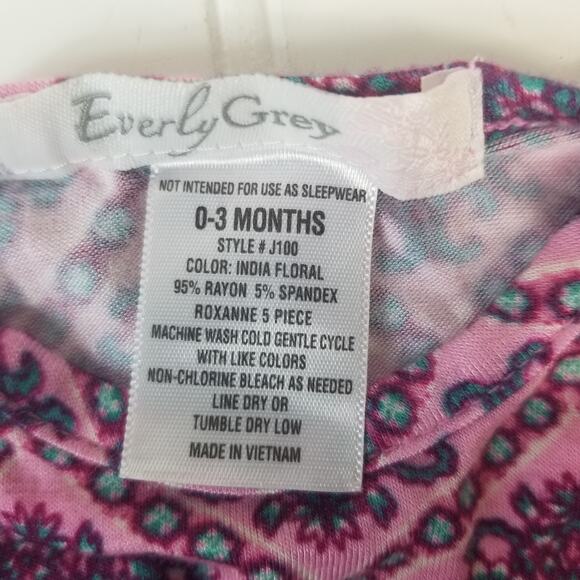 Everly Grey
NOT INTENDED FOR USE AS SLEEPWEAR
0-3 MONTHS
STYLE # J100
COLOR: INDIA FLORAL
95% RAYON 5% SPANDEX
ROXANNE 5 PIECE
MACHINE WASH COLD GENTLE CYCLE
WITH LIKE COLORS
NON-CHLORINE BLEACH AS NEEDED
LINE DRY OR
TUMBLE DRY LOW
MADE IN VIETNAM